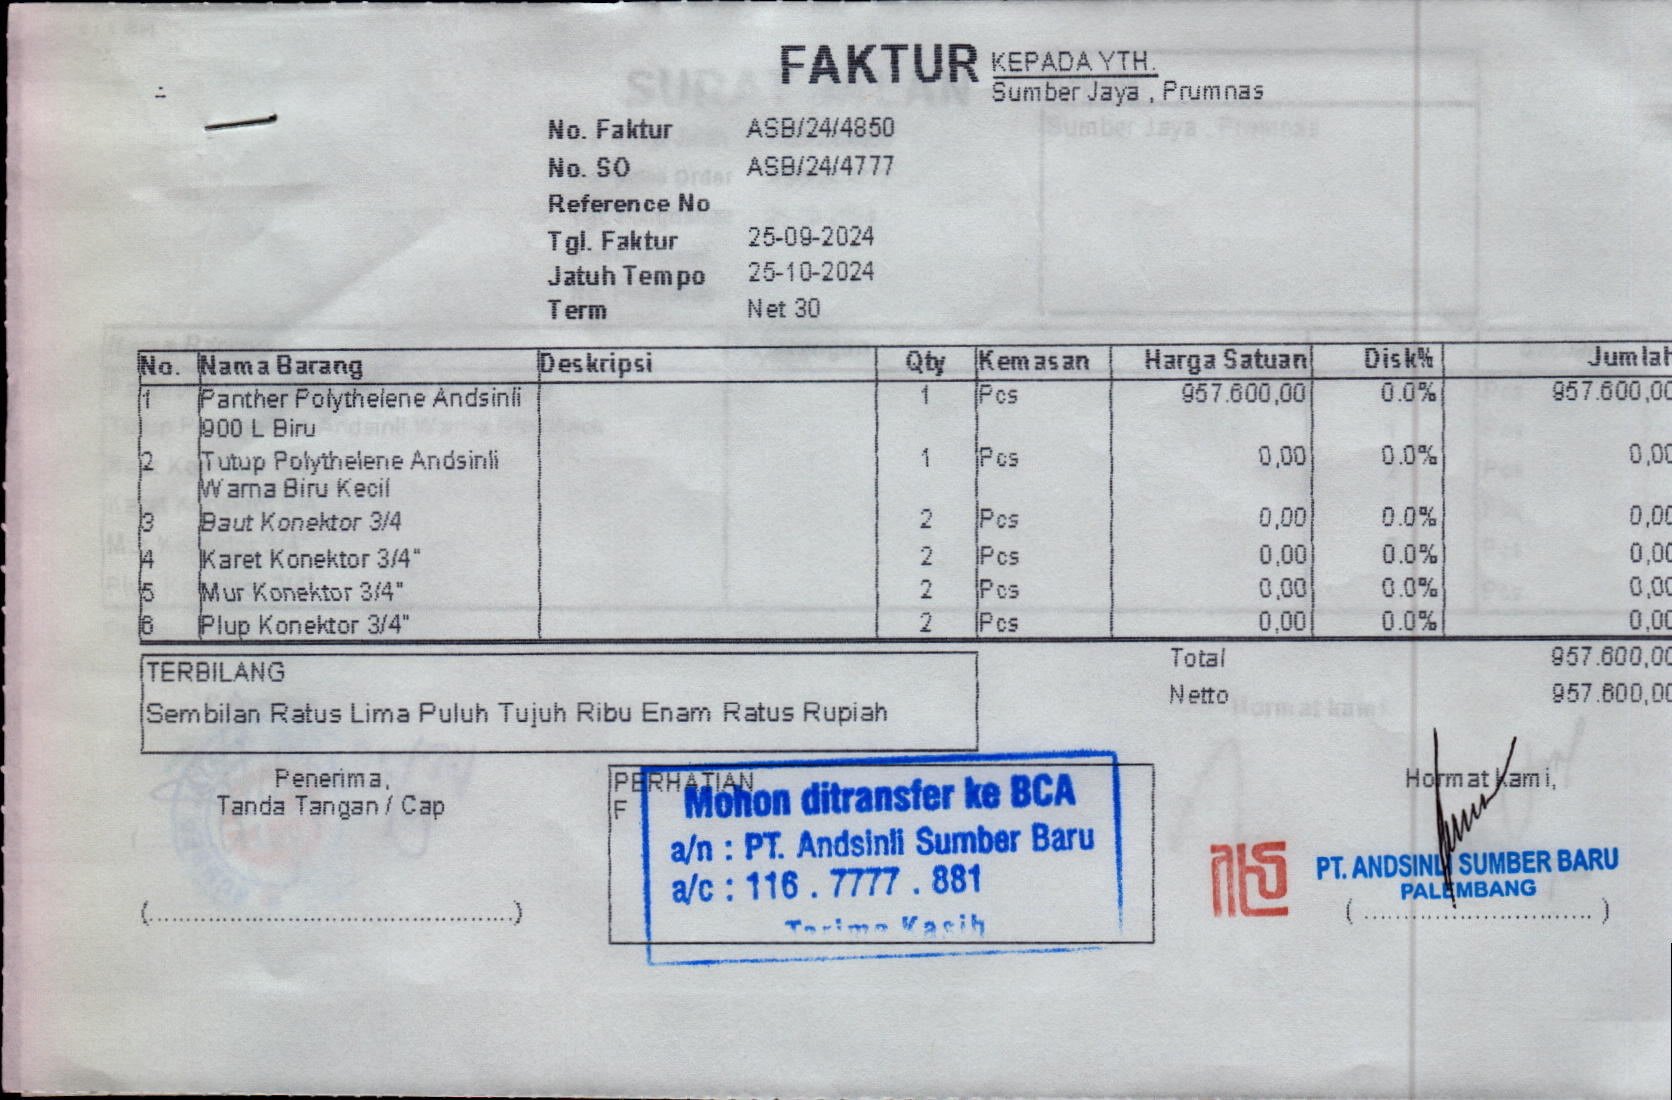 FAKTUR
KEPADA YTH.
Sumber Jaya , Prumnas
No. Faktur ASB/24/4850
No. SO ASB/24/4777
Reference No
Tgl. Faktur 25-09-2024
Jatuh Tempo 25-10-2024
Term Net 30
No. Nama Barang Deskripsi Qty Kemasan Harga Satuan Disk% Jumlah
1 Panther Polythelene Andsinli 1 Pcs 957.600,00 0.0% 957.600,00
900 L Biru
2 Tutup Polythelene Andsinli 1 Pcs 0,00 0.0% 0,00
Warna Biru Kecil
3 Baut Konektor 3/4 2 Pcs 0,00 0.0% 0,00
4 Karet Konektor 3/4" 2 Pcs 0,00 0.0% 0,00
5 Mur Konektor 3/4" 2 Pcs 0,00 0.0% 0,00
6 Plup Konektor 3/4" 2 Pcs 0,00 0.0% 0,00
Total 957.600,00
Netto 957.600,00
TERBILANG
Sembilan Ratus Lima Puluh Tujuh Ribu Enam Ratus Rupiah
Penerima,
Tanda Tangan / Cap
(............................................)
PERHATIAN
F
Mohon ditransfer ke BCA
a/n : PT. Andsinli Sumber Baru
a/c : 116 . 7777 . 881
Terima Kasih
Hormat kami,
PT. ANDSINLI SUMBER BARU
PALEMBANG
( ............................ )